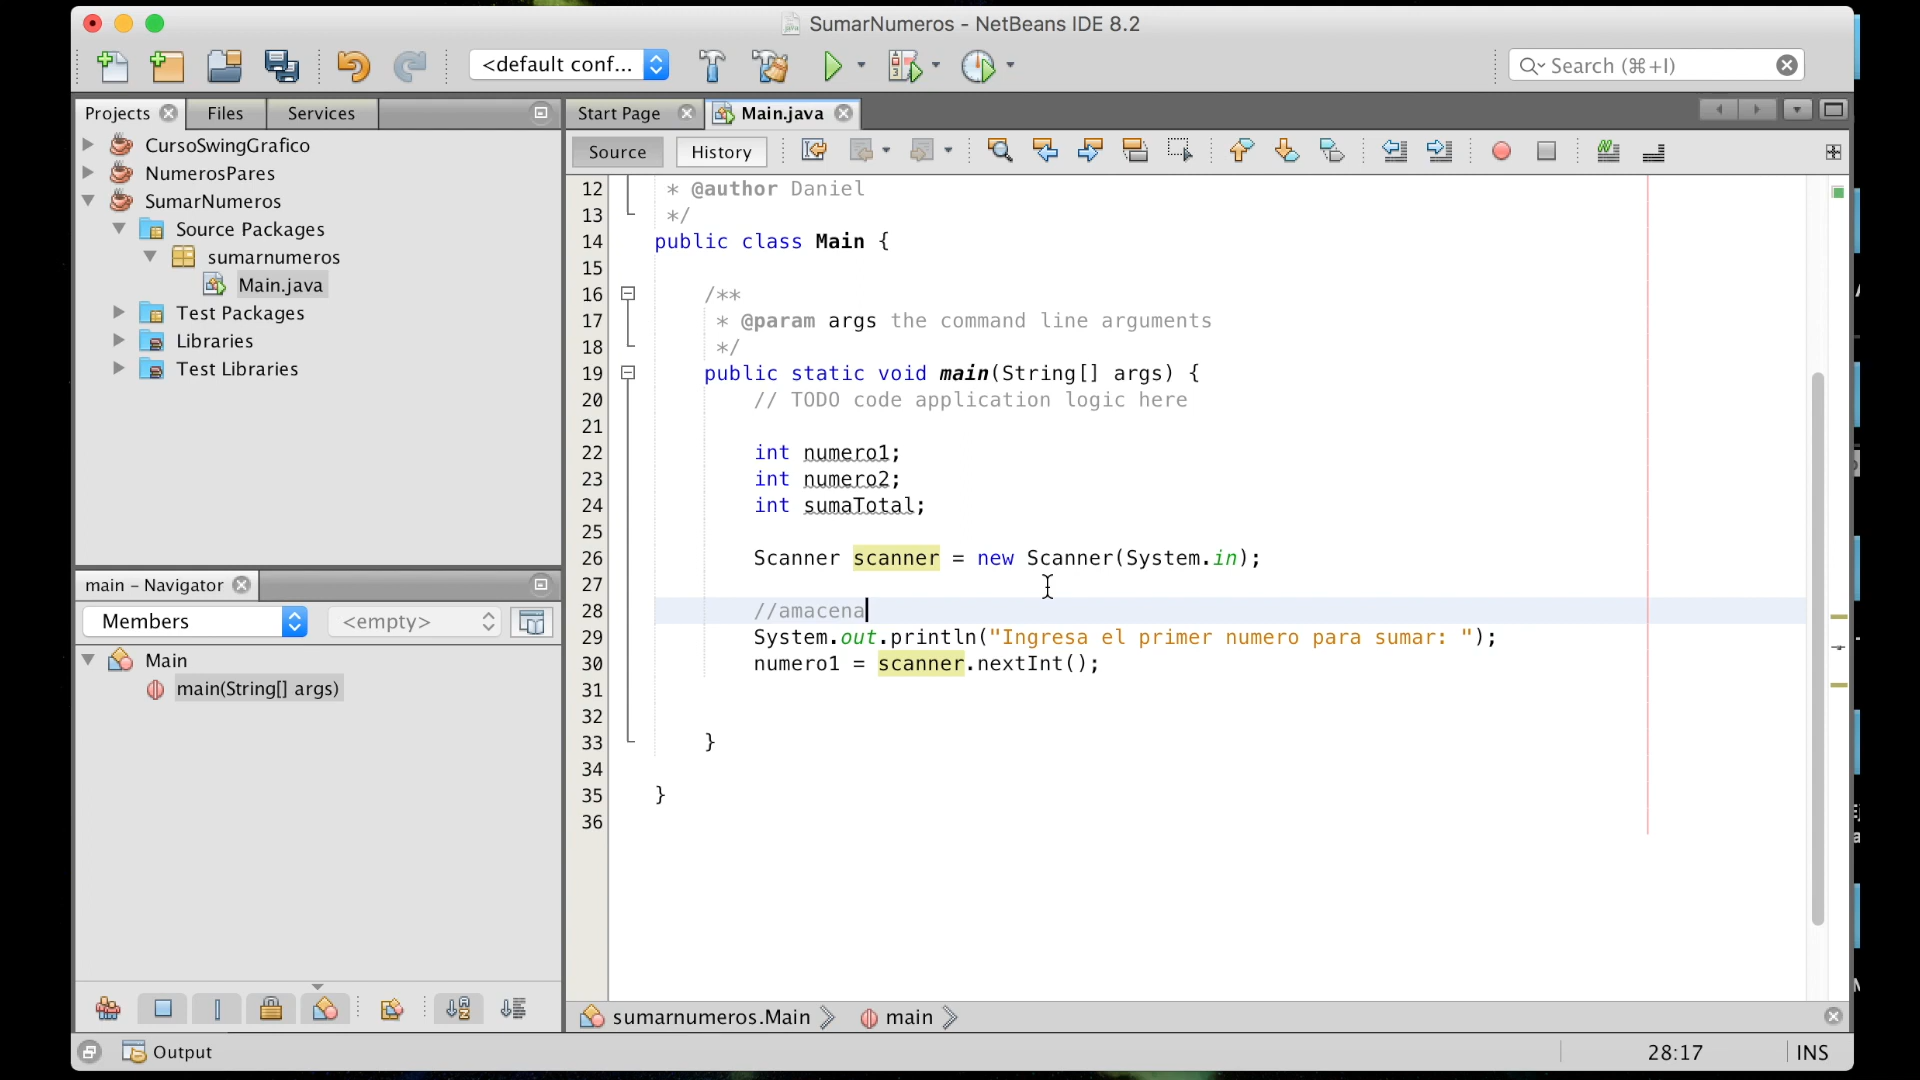 SumarNumeros - NetBeans IDE 8.2
<default conf...
Search (⌘+I)
Projects
Files
Services
Start Page
Main.java
Source
History
CursoSwingGrafico
NumerosPares
SumarNumeros
Source Packages
sumarnumeros
Main.java
Test Packages
Libraries
Test Libraries
main - Navigator
Members
<empty>
Main
main(String[] args)
12 * @author Daniel
13 */
14 public class Main {
15
16 /**
17 * @param args the command line arguments
18 */
19 public static void main(String[] args) {
20 // TODO code application logic here
21
22 int numero1;
23 int numero2;
24 int sumaTotal;
25
26 Scanner scanner = new Scanner(System.in);
27
28 //amacena
29 System.out.println("Ingresa el primer numero para sumar: ");
30 numero1 = scanner.nextInt();
31
32
33 }
34
35 }
36
sumarnumeros.Main
main
Output
28:17
INS